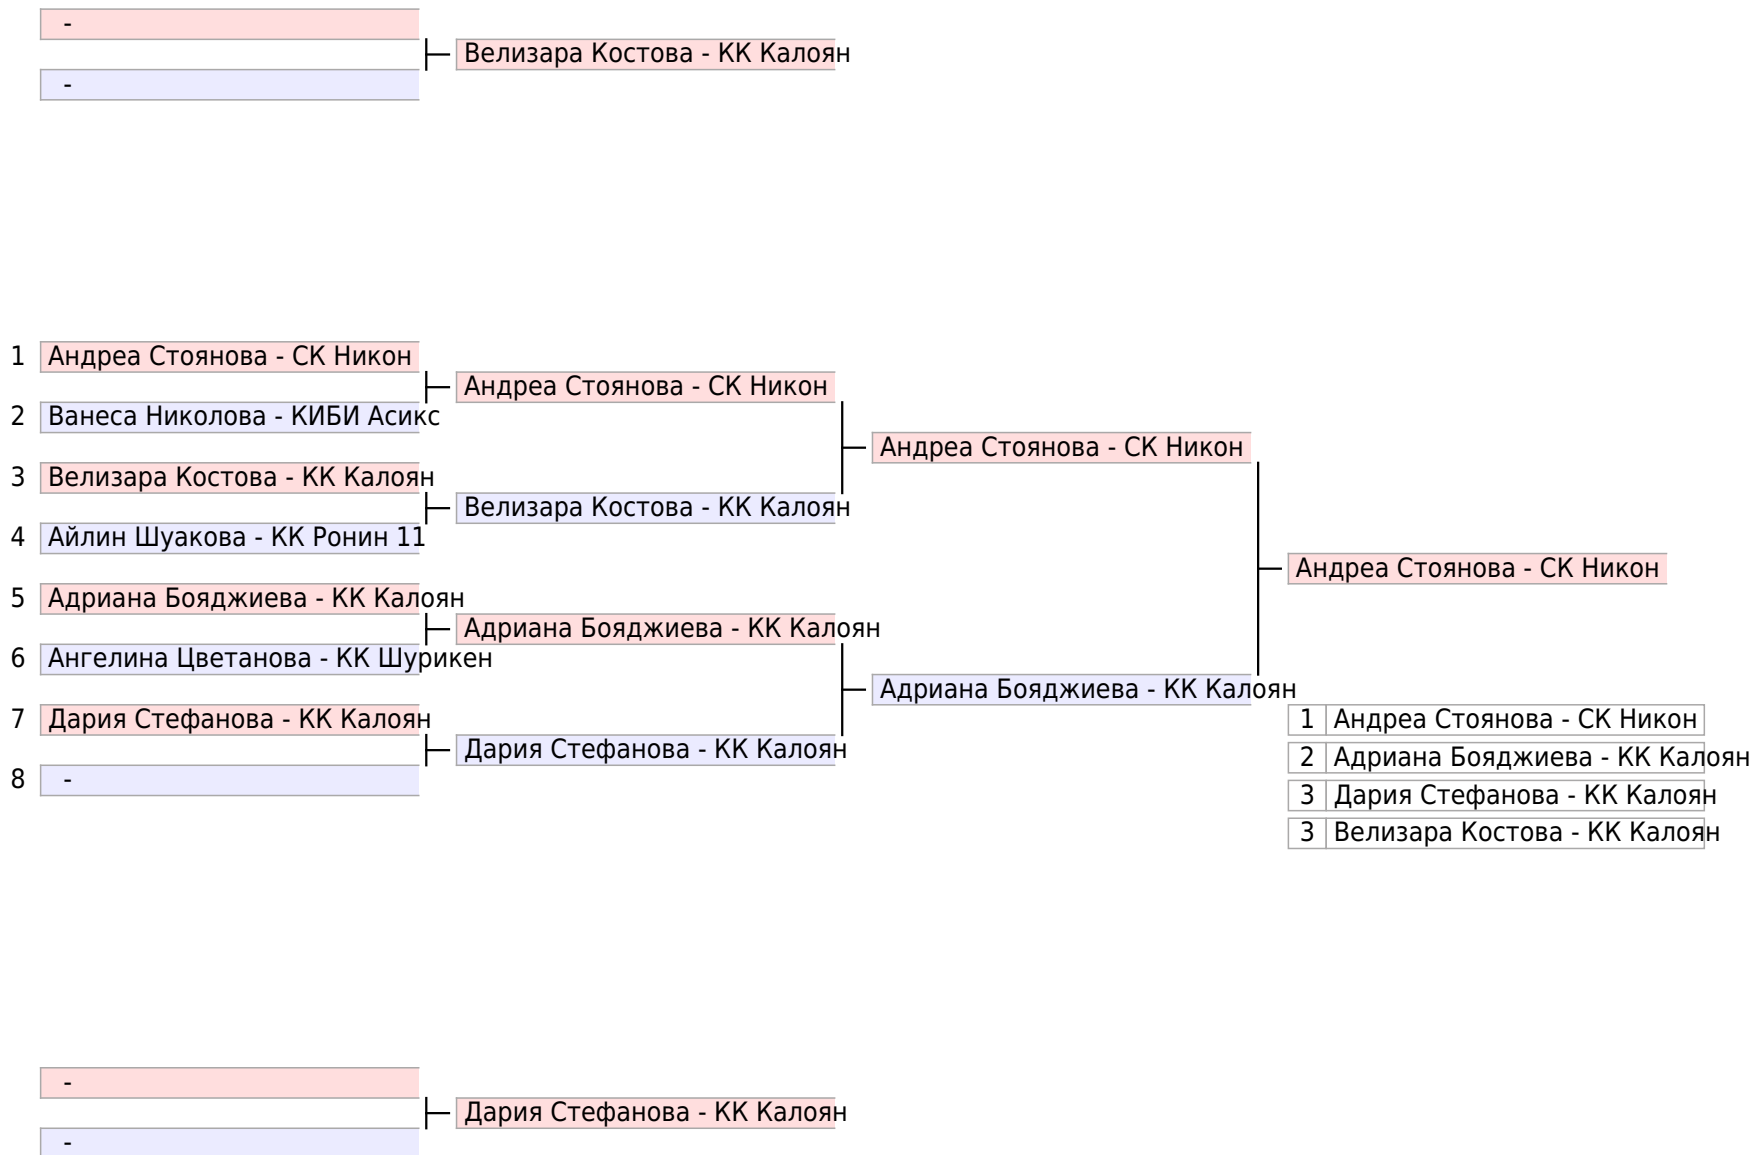 -
Велизара Костова - КК Калоян
-
1 Андреа Стоянова - СК Никон
Андреа Стоянова - СК Никон
2 Ванеса Николова - КИБИ Асикс
Андреа Стоянова - СК Никон
3 Велизара Костова - КК Калоян
Велизара Костова - КК Калоян
4 Айлин Шуакова - КК Ронин 11
Андреа Стоянова - СК Никон
5 Адриана Бояджиева - КК Калоян
Адриана Бояджиева - КК Калоян
6 Ангелина Цветанова - КК Шурикен
Адриана Бояджиева - КК Калоян
7 Дария Стефанова - КК Калоян
Дария Стефанова - КК Калоян
8 -
1 Андреа Стоянова - СК Никон
2 Адриана Бояджиева - КК Калоян
3 Дария Стефанова - КК Калоян
3 Велизара Костова - КК Калоян
-
Дария Стефанова - КК Калоян
-